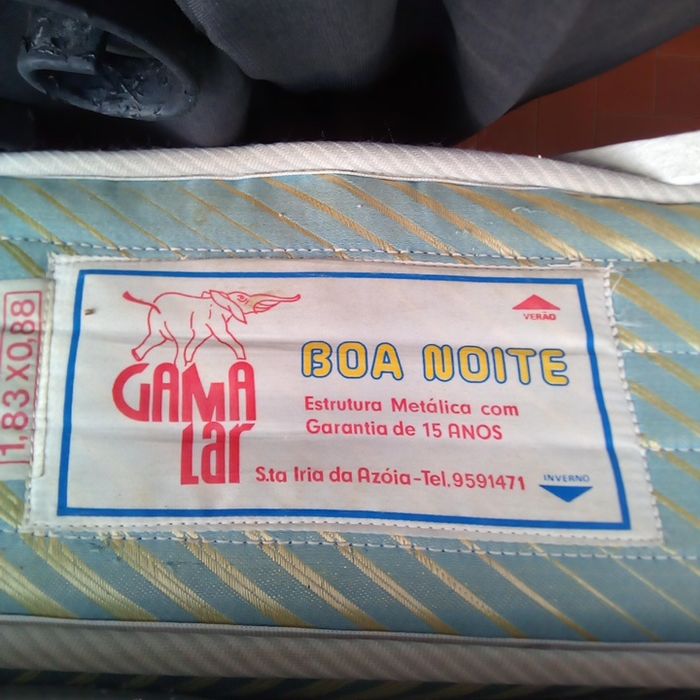 1,83 X 0,88
GAMA
Lar
VERÃO
BOA NOITE
Estrutura Metálica com
Garantia de 15 ANOS
S.ta Iria da Azóia-Tel. 9591471
INVERNO